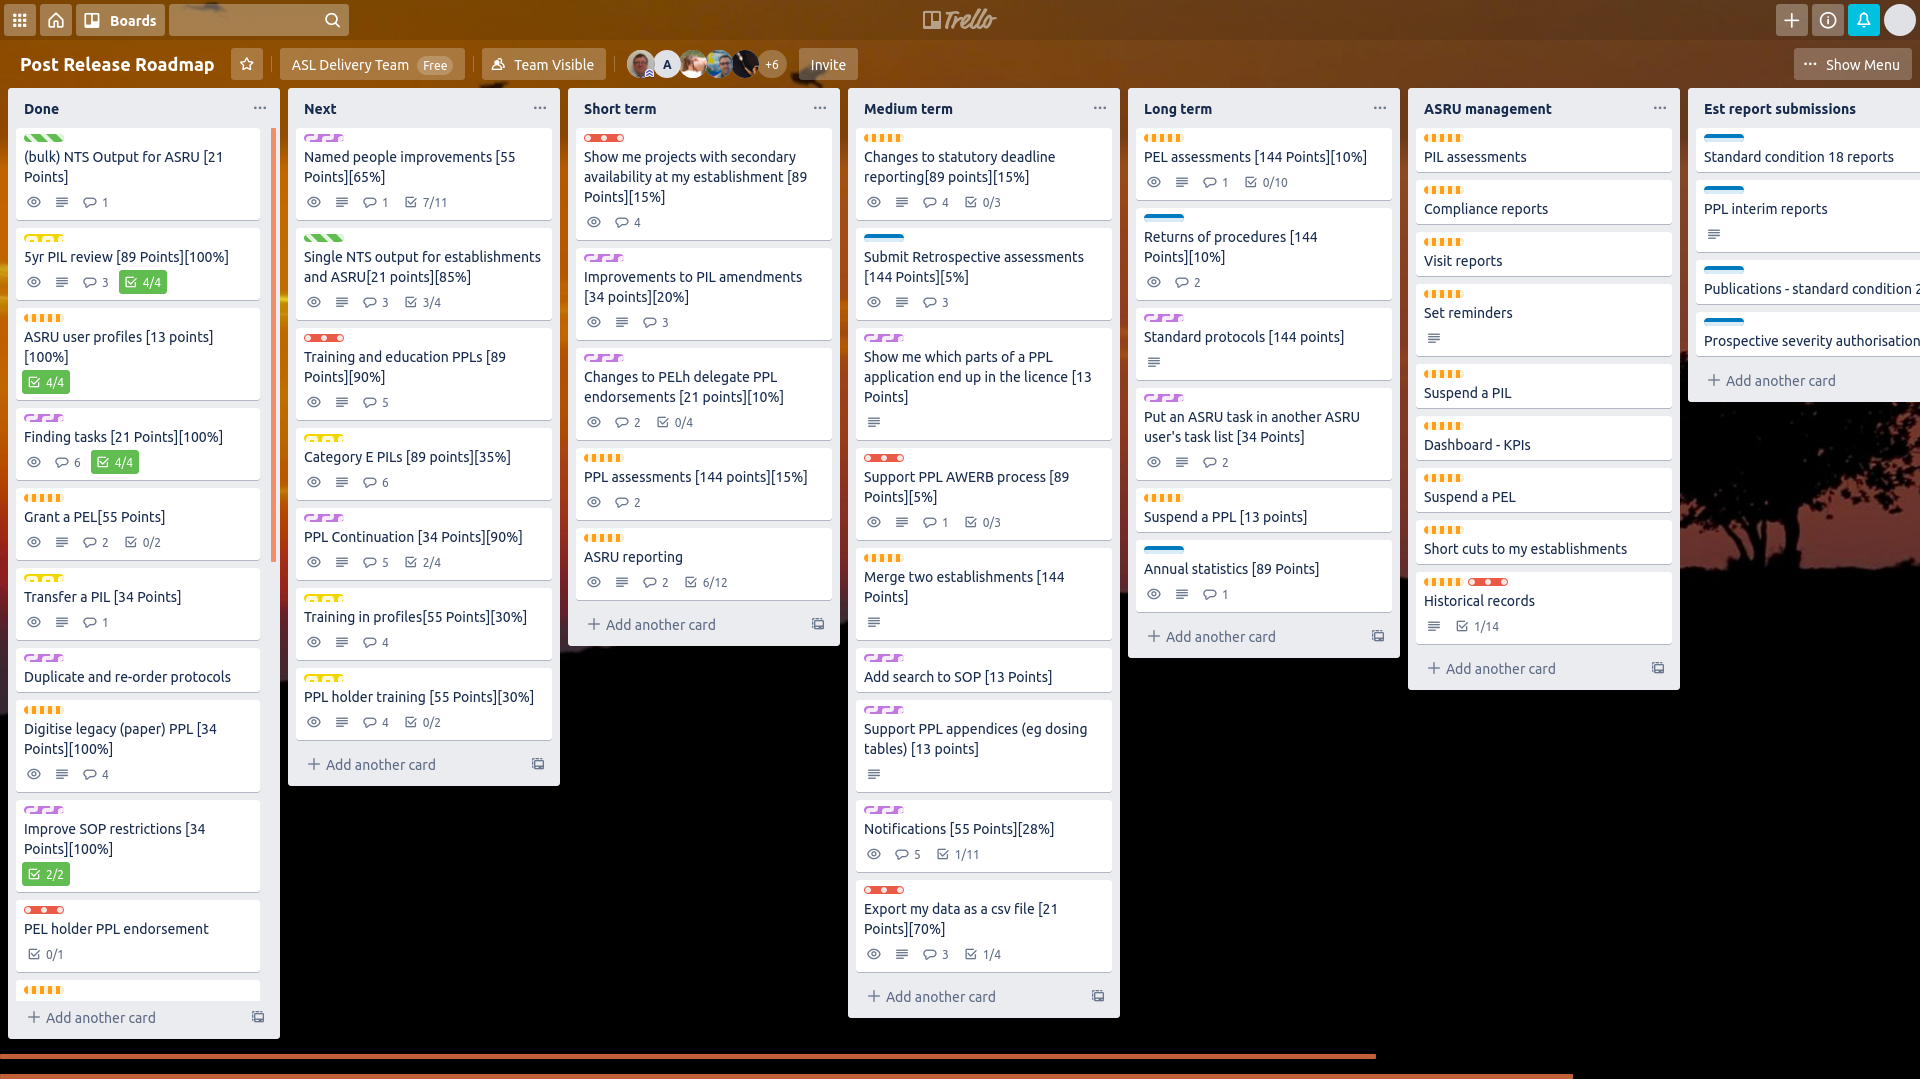 Boards
Trello
Post Release Roadmap
ASL Delivery Team Free
Team Visible
A
+6
Invite
Show Menu
Done
(bulk) NTS Output for ASRU [21
Points]
1
5yr PIL review [89 Points][100%]
3 4/4
ASRU user profiles [13 points]
[100%]
4/4
Finding tasks [21 Points][100%]
6 4/4
Grant a PEL[55 Points]
2 0/2
Transfer a PIL [34 Points]
1
Duplicate and re-order protocols
Digitise legacy (paper) PPL [34
Points][100%]
4
Improve SOP restrictions [34
Points][100%]
2/2
PEL holder PPL endorsement
0/1
Add another card
Next
Named people improvements [55
Points][65%]
1 7/11
Single NTS output for establishments
and ASRU[21 points][85%]
3 3/4
Training and education PPLs [89
Points][90%]
5
Category E PILs [89 points][35%]
6
PPL Continuation [34 Points][90%]
5 2/4
Training in profiles[55 Points][30%]
4
PPL holder training [55 Points][30%]
4 0/2
Add another card
Short term
Show me projects with secondary
availability at my establishment [89
Points][15%]
4
Improvements to PIL amendments
[34 points][20%]
3
Changes to PELh delegate PPL
endorsements [21 points][10%]
2 0/4
PPL assessments [144 points][15%]
2
ASRU reporting
2 6/12
Add another card
Medium term
Changes to statutory deadline
reporting[89 points][15%]
4 0/3
Submit Retrospective assessments
[144 Points][5%]
3
Show me which parts of a PPL
application end up in the licence [13
Points]
Support PPL AWERB process [89
Points][5%]
1 0/3
Merge two establishments [144
Points]
Add search to SOP [13 Points]
Support PPL appendices (eg dosing
tables) [13 points]
Notifications [55 Points][28%]
5 1/11
Export my data as a csv file [21
Points][70%]
3 1/4
Add another card
Long term
PEL assessments [144 Points][10%]
1 0/10
Returns of procedures [144
Points][10%]
2
Standard protocols [144 points]
Put an ASRU task in another ASRU
user's task list [34 Points]
2
Suspend a PPL [13 points]
Annual statistics [89 Points]
1
Add another card
ASRU management
PIL assessments
Compliance reports
Visit reports
Set reminders
Suspend a PIL
Dashboard - KPIs
Suspend a PEL
Short cuts to my establishments
Historical records
1/14
Add another card
Est report submissions
Standard condition 18 reports
PPL interim reports
Publications - standard condition 2
Prospective severity authorisation
Add another card